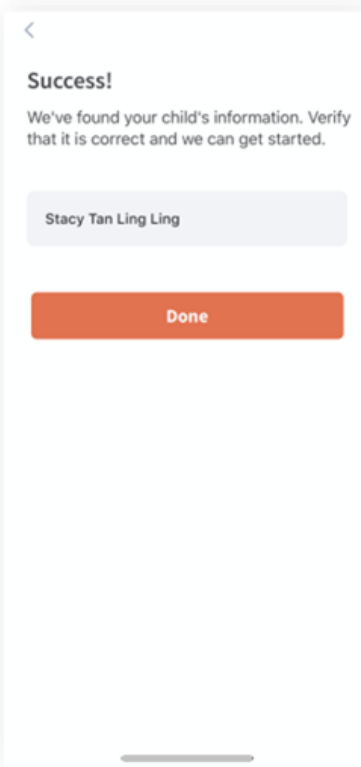 Success!
We've found your child's information. Verify
that it is correct and we can get started.
Stacy Tan Ling Ling
Done